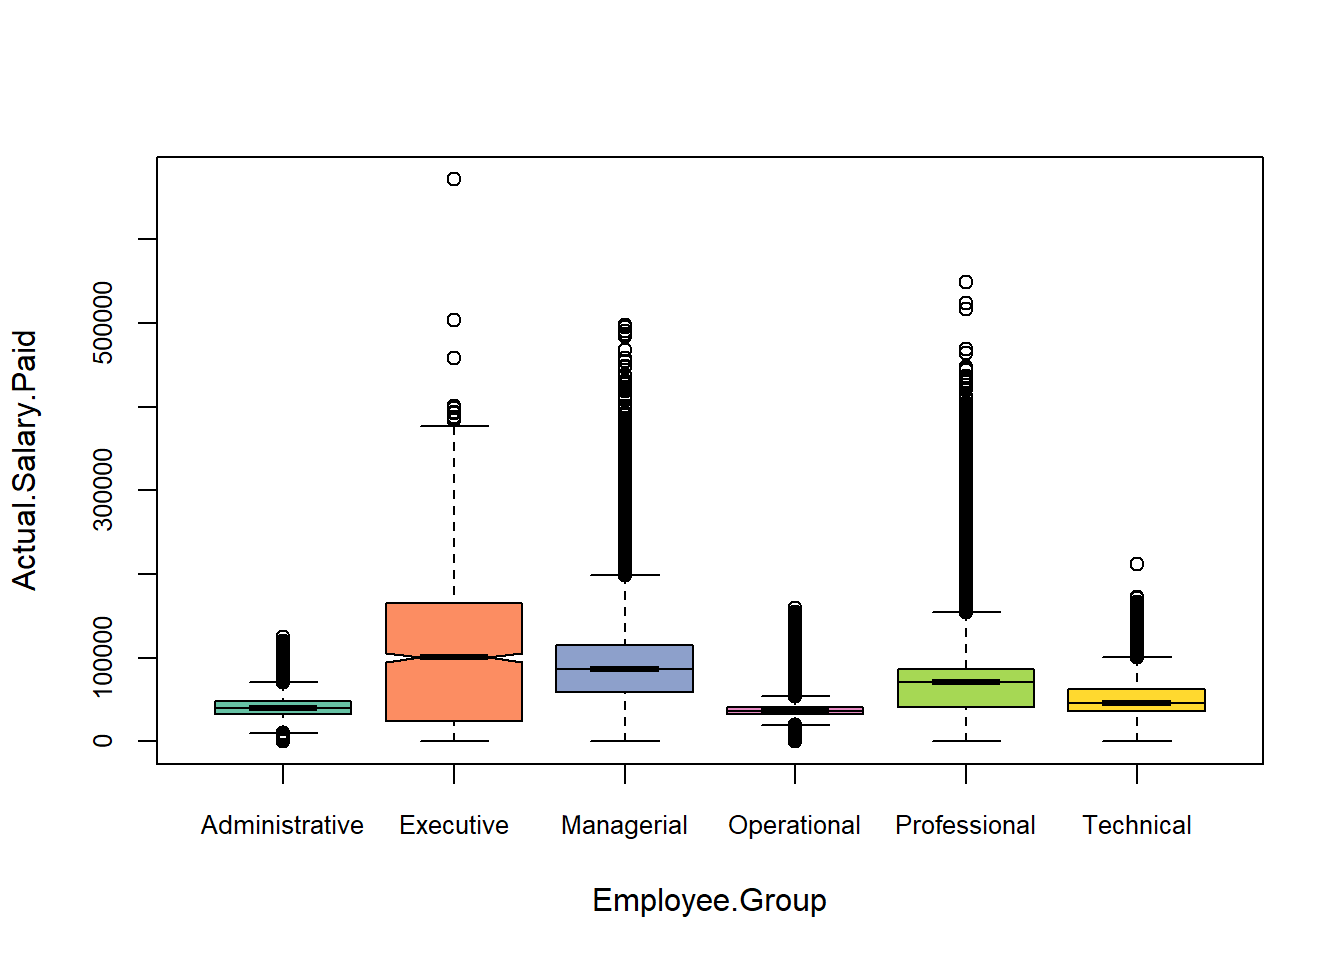 Actual.Salary.Paid
500000
300000
100000
0
Administrative Executive Managerial Operational Professional Technical
Employee.Group